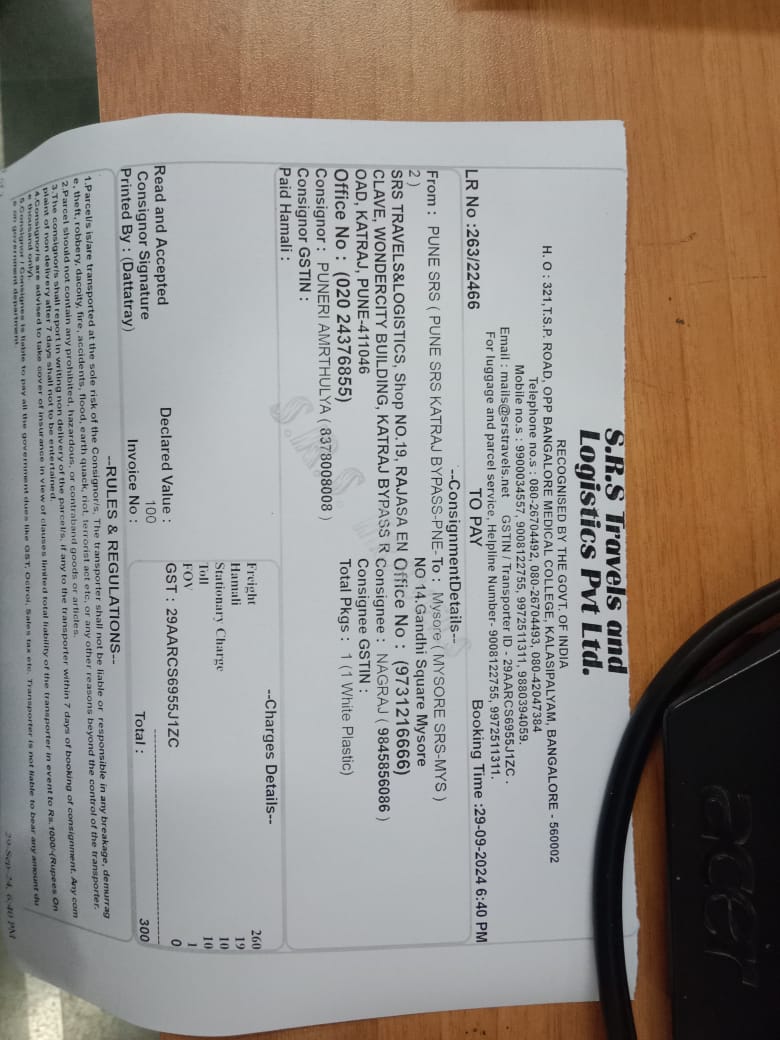 S.R.S Travels and
Logistics Pvt Ltd.
RECOGNISED BY THE GOVT. OF INDIA
H. O : 321,T.S.P. ROAD, OPP BANGALORE MEDICAL COLLEGE, KALASIPALYAM, BANGALORE - 560002
Telephone no.s : 080-26704492, 080-26704493, 080-42047384
Mobile no.s : 9900034557, 9008122755, 9972511311, 9880394059.
Email : mails@srstravels.net GSTIN / Transporter ID - 29AARCS6955J1ZC .
For luggage and parcel service, Helpline Number- 9008122755, 9972511311.
LR No :263/22466 TO PAY Booking Time :29-09-2024 6:40 PM
--ConsignmentDetails--
From : PUNE SRS ( PUNE SRS KATRAJ BYPASS-PNE-
2 )
SRS TRAVELS&LOGISTICS, Shop NO.19, RAJASA EN
CLAVE, WONDERCITY BUILDING, KATRAJ BYPASS R
OAD, KATRAJ, PUNE-411046
Office No : (020 24376855)
Consignor : PUNERI AMRTHULYA ( 8378008008 )
Consignor GSTIN :
Paid Hamali :
To : Mysore ( MYSORE SRS-MYS )
NO 14,Gandhi Square Mysore
Office No : (9731216666)
Consignee : NAGRAJ ( 9845856086 )
Consignee GSTIN :
Total Pkgs : 1 (1 White Plastic)
S.R.S.
--Charges Details--
Freight 260
Hamali 19
Stationary Charge 10
Toll 10
FOV 1
GST : 29AARCS6955J1ZC 0
Total : 300
Read and Accepted
Consignor Signature
Printed By : (Dattatray)
Declared Value :
100
Invoice No :
--RULES & REGULATIONS--
1.Parcel/s is/are transported at the sole risk of the Consignor/s. The transporter shall not be liable or responsible in any breakage, demurrag
e, theft, robbery, dacoity, fire, accidents, flood, earth quack, riot, terrorist act etc, or any other reasons beyond the control of the transporter.
2.Parcel should not contain any prohibited, hazardous, or contraband goods or articles.
3.The consignor/s shall report in writing non delivery of the parcel/s, if any to the transporter within 7 days of booking of consignment. Any com
plaint of non delivery after 7 days shall not to be entertained.
4.Consignor/s are advised to take cover of insurance in view of clauses limited total liability of the transporter in event to Rs.1000/-(Rupees On
e thousand only).
5.Consignor / Consignee is liable to pay all the government dues like GST, Octroi, Sales tax etc. Transporter is not liable to bear any amount du
e on government department
29-Sep-24, 6:40 PM
acer